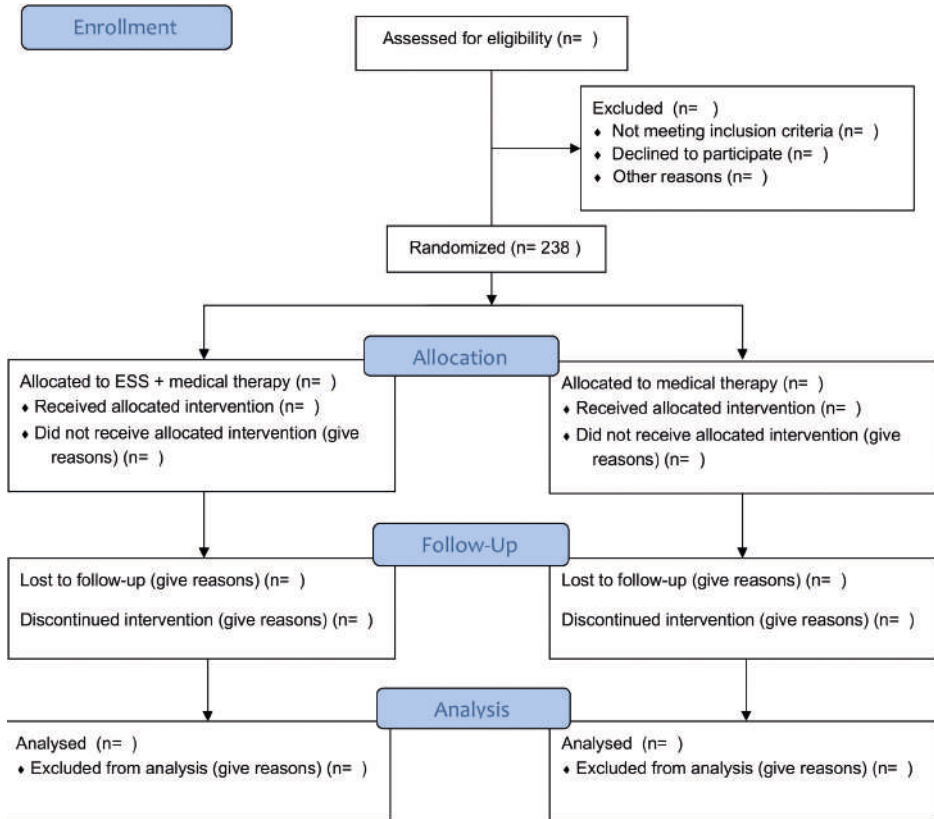 Enrollment
Assessed for eligibility (n= )
Excluded (n= )
♦ Not meeting inclusion criteria (n= )
♦ Declined to participate (n= )
♦ Other reasons (n= )
Randomized (n= 238 )
Allocation
Allocated to ESS + medical therapy (n= )
♦ Received allocated intervention (n= )
♦ Did not receive allocated intervention (give
reasons) (n= )
Allocated to medical therapy (n= )
♦ Received allocated intervention (n= )
♦ Did not receive allocated intervention (give
reasons) (n= )
Follow-Up
Lost to follow-up (give reasons) (n= )
Discontinued intervention (give reasons) (n= )
Lost to follow-up (give reasons) (n= )
Discontinued intervention (give reasons) (n= )
Analysis
Analysed (n= )
♦ Excluded from analysis (give reasons) (n= )
Analysed (n= )
♦ Excluded from analysis (give reasons) (n= )